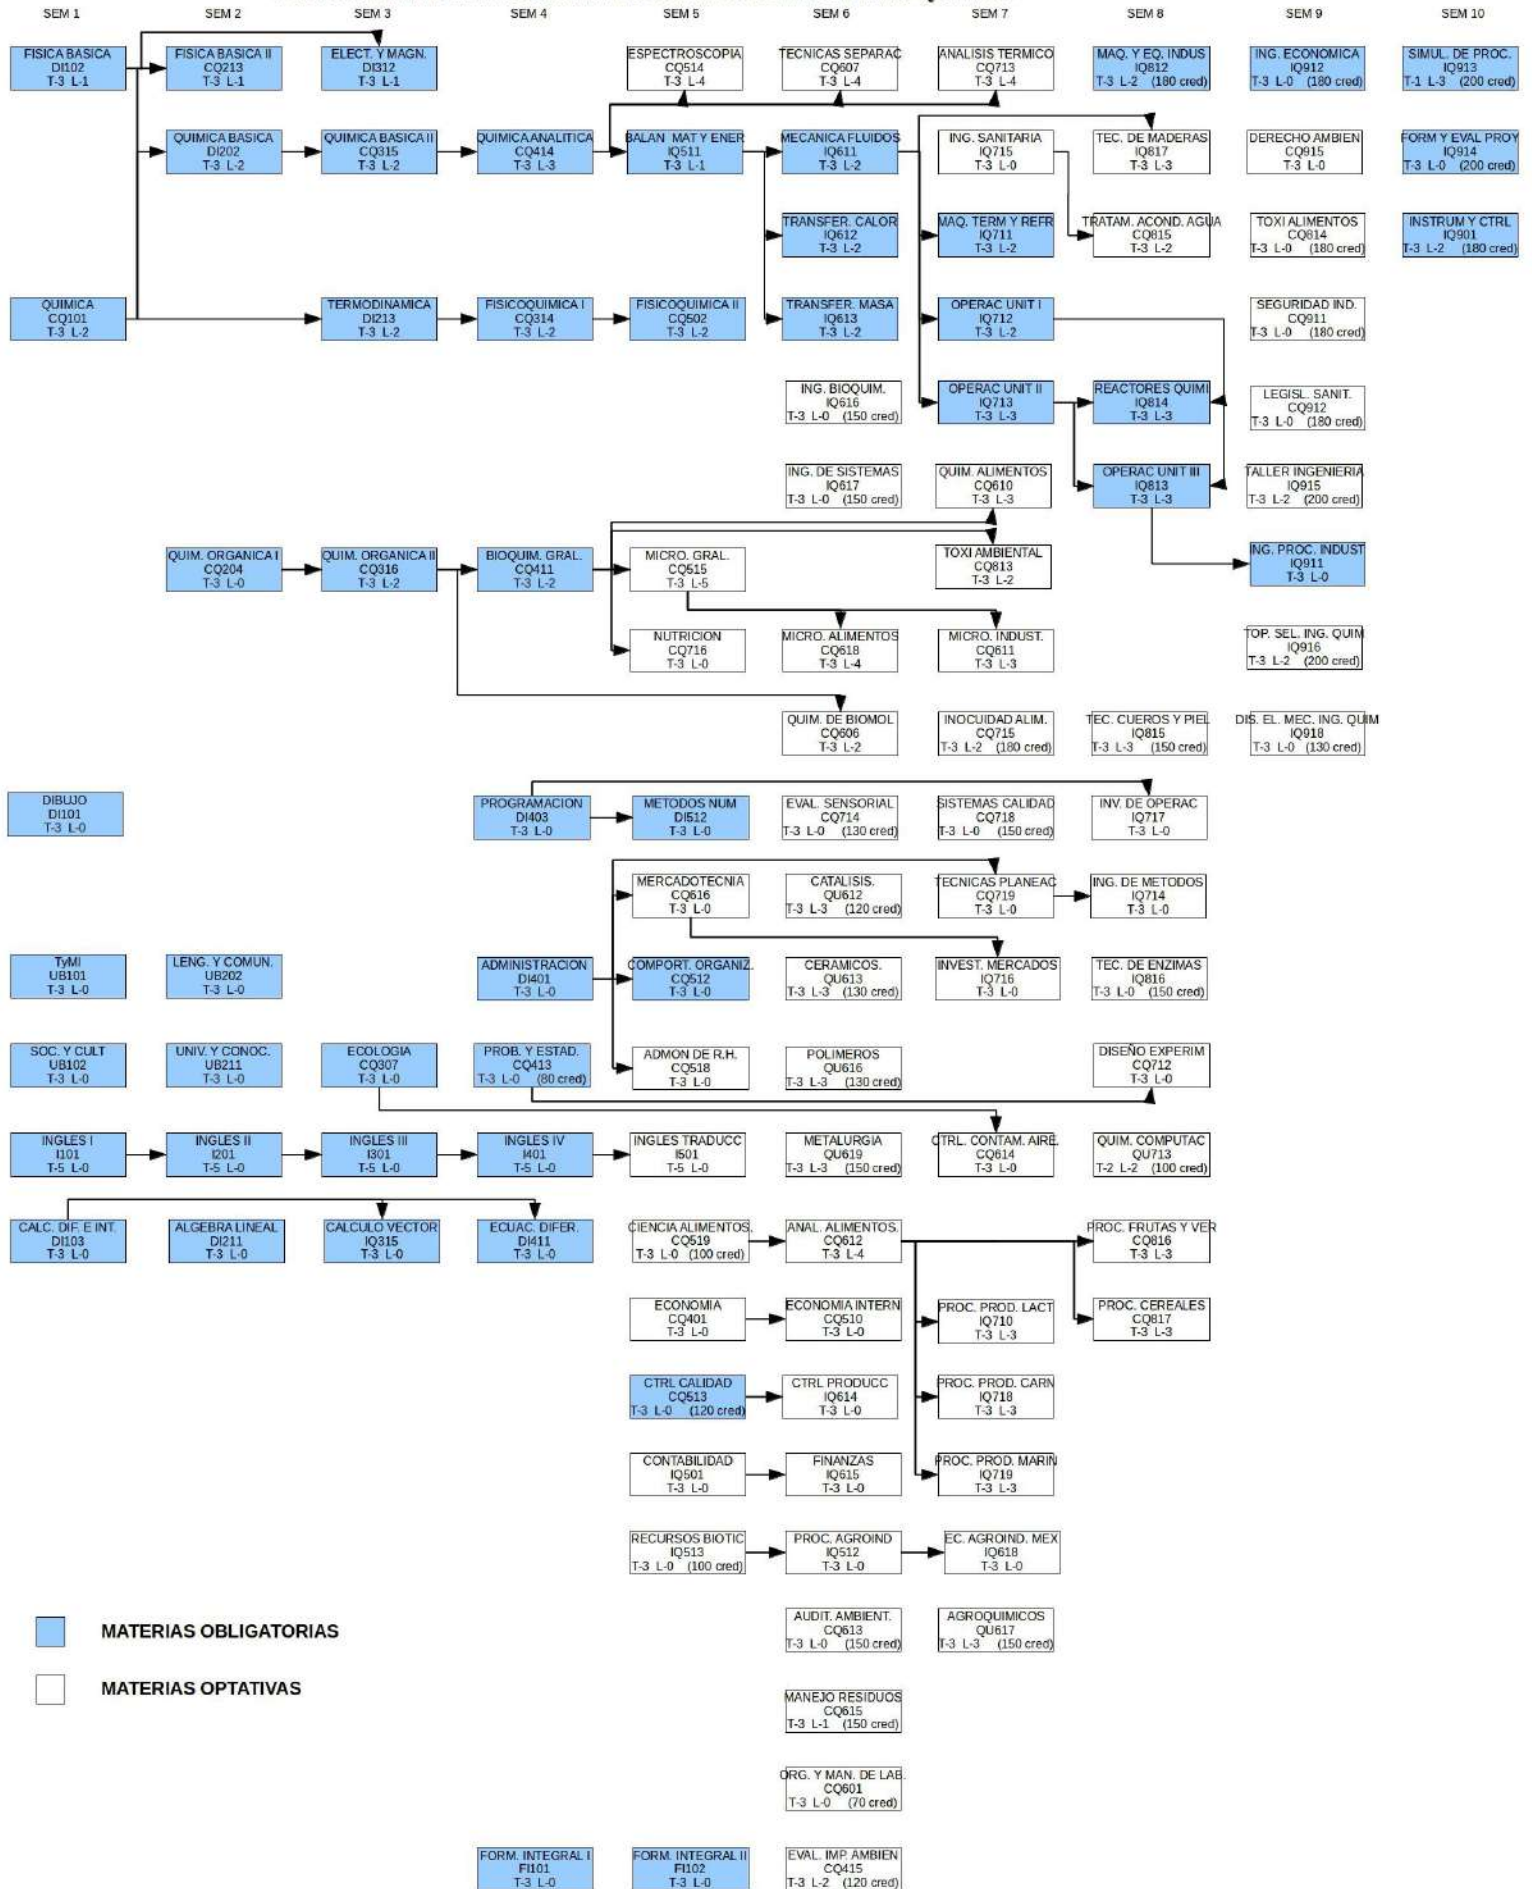 SEM 1
SEM 2
SEM 3
SEM 4
SEM 5
SEM 6
SEM 7
SEM 8
SEM 9
SEM 10
FISICA BASICA
DI102
T-3 L-1
FISICA BASICA II
CQ213
T-3 L-1
ELECT. Y MAGN.
DI312
T-3 L-1
ESPECTROSCOPIA
CQ514
T-3 L-4
TECNICAS SEPARAC
CQ607
T-3 L-4
ANALISIS TERMICO
CQ713
T-3 L-4
MAQ. Y EQ. INDUS
IQ812
T-3 L-2 (180 cred)
ING. ECONOMICA
IQ912
T-3 L-0 (180 cred)
SIMUL. DE PROC.
IQ913
T-1 L-3 (200 cred)
QUIMICA BASICA
DI202
T-3 L-2
QUIMICA BASICA II
CQ315
T-3 L-2
QUIMICA ANALITICA
CQ414
T-3 L-3
BALAN MAT Y ENER
IQ511
T-3 L-1
MECANICA FLUIDOS
IQ611
T-3 L-2
ING. SANITARIA
IQ715
T-3 L-0
TEC. DE MADERAS
IQ817
T-3 L-3
DERECHO AMBIEN
CQ915
T-3 L-0
FORM Y EVAL PROY
IQ914
T-3 L-0 (200 cred)
TRANSFER. CALOR
IQ612
T-3 L-2
MAQ. TERM Y REFR
IQ711
T-3 L-2
TRATAM. ACOND. AGUA
CQ815
T-3 L-2
TOXI ALIMENTOS
CQ814
T-3 L-0 (180 cred)
INSTRUM Y CTRL
IQ901
T-3 L-2 (180 cred)
QUIMICA
CQ101
T-3 L-2
TERMODINAMICA
DI213
T-3 L-2
FISICOQUIMICA I
CQ314
T-3 L-2
FISICOQUIMICA II
CQ502
T-3 L-2
TRANSFER. MASA
IQ613
T-3 L-2
OPERAC UNIT I
IQ712
T-3 L-2
SEGURIDAD IND.
CQ911
T-3 L-0 (180 cred)
ING. BIOQUIM.
IQ616
T-3 L-0 (150 cred)
OPERAC UNIT II
IQ713
T-3 L-3
REACTORES QUIMI
IQ814
T-3 L-3
LEGISL. SANIT.
CQ912
T-3 L-0 (180 cred)
ING. DE SISTEMAS
IQ617
T-3 L-0 (150 cred)
QUIM. ALIMENTOS
CQ610
T-3 L-3
OPERAC UNIT III
IQ813
T-3 L-3
TALLER INGENIERIA
IQ915
T-3 L-2 (200 cred)
QUIM. ORGANICA I
CQ204
T-3 L-0
QUIM. ORGANICA II
CQ316
T-3 L-2
BIOQUIM. GRAL.
CQ411
T-3 L-2
MICRO. GRAL.
CQ515
T-3 L-5
TOXI AMBIENTAL
CQ813
T-3 L-2
ING. PROC. INDUST
IQ911
T-3 L-0
NUTRICION
CQ716
T-3 L-0
MICRO. ALIMENTOS
CQ618
T-3 L-4
MICRO. INDUST.
CQ611
T-3 L-3
TOP. SEL. ING. QUIM
IQ916
T-3 L-2 (200 cred)
QUIM. DE BIOMOL
CQ606
T-3 L-2
INOCUIDAD ALIM.
CQ715
T-3 L-2 (180 cred)
TEC. CUEROS Y PIEL
IQ815
T-3 L-3 (150 cred)
DIS. EL. MEC. ING. QUIM
IQ918
T-3 L-0 (130 cred)
DIBUJO
DI101
T-3 L-0
PROGRAMACION
DI403
T-3 L-0
METODOS NUM
DI512
T-3 L-0
EVAL. SENSORIAL
CQ714
T-3 L-0 (130 cred)
SISTEMAS CALIDAD
CQ718
T-3 L-0 (150 cred)
INV. DE OPERAC
IQ717
T-3 L-0
MERCADOTECNIA
CQ616
T-3 L-0
CATALISIS.
QU612
T-3 L-3 (120 cred)
TECNICAS PLANEAC
CQ719
T-3 L-0
ING. DE METODOS
IQ714
T-3 L-0
TyMI
UB101
T-3 L-0
LENG. Y COMUN.
UB202
T-3 L-0
ADMINISTRACION
DI401
T-3 L-0
COMPORT. ORGANIZ.
CQ512
T-3 L-0
CERAMICOS.
QU613
T-3 L-3 (130 cred)
INVEST. MERCADOS
IQ716
T-3 L-0
TEC. DE ENZIMAS
IQ816
T-3 L-0 (150 cred)
SOC. Y CULT
UB102
T-3 L-0
UNIV. Y CONOC.
UB211
T-3 L-0
ECOLOGIA
CQ307
T-3 L-0
PROB. Y ESTAD.
CQ413
T-3 L-0 (80 cred)
ADMON DE R.H.
CQ518
T-3 L-0
POLIMEROS
QU616
T-3 L-3 (130 cred)
DISEÑO EXPERIM
CQ712
T-3 L-0
INGLES I
I101
T-5 L-0
INGLES II
I201
T-5 L-0
INGLES III
I301
T-5 L-0
INGLES IV
I401
T-5 L-0
INGLES TRADUCC
I501
T-5 L-0
METALURGIA
QU619
T-3 L-3 (150 cred)
CTRL. CONTAM. AIRE.
CQ614
T-3 L-0
QUIM. COMPUTAC
QU713
T-2 L-2 (100 cred)
CALC. DIF. E INT.
DI103
T-3 L-0
ALGEBRA LINEAL
DI211
T-3 L-0
CALCULO VECTOR
IQ315
T-3 L-0
ECUAC. DIFER.
DI411
T-3 L-0
CIENCIA ALIMENTOS.
CQ519
T-3 L-0 (100 cred)
ANAL. ALIMENTOS.
CQ612
T-3 L-4
PROC. FRUTAS Y VER
CQ816
T-3 L-3
ECONOMIA
CQ401
T-3 L-0
ECONOMIA INTERN
CQ510
T-3 L-0
PROC. PROD. LACT
IQ710
T-3 L-3
PROC. CEREALES
CQ817
T-3 L-3
CTRL CALIDAD
CQ513
T-3 L-0 (120 cred)
CTRL PRODUCC
IQ614
T-3 L-0
PROC. PROD. CARN
IQ718
T-3 L-3
CONTABILIDAD
IQ501
T-3 L-0
FINANZAS
IQ615
T-3 L-0
PROC. PROD. MARIN
IQ719
T-3 L-3
RECURSOS BIOTIC
IQ513
T-3 L-0 (100 cred)
PROC. AGROIND
IQ512
T-3 L-0
EC. AGROIND. MEX
IQ618
T-3 L-0
MATERIAS OBLIGATORIAS
AUDIT. AMBIENT.
CQ613
T-3 L-0 (150 cred)
AGROQUIMICOS
QU617
T-3 L-3 (150 cred)
MATERIAS OPTATIVAS
MANEJO RESIDUOS
CQ615
T-3 L-1 (150 cred)
ORG. Y MAN. DE LAB.
CQ601
T-3 L-0 (70 cred)
FORM. INTEGRAL I
FI101
T-3 L-0
FORM. INTEGRAL II
FI102
T-3 L-0
EVAL. IMP. AMBIEN
CQ415
T-3 L-2 (120 cred)